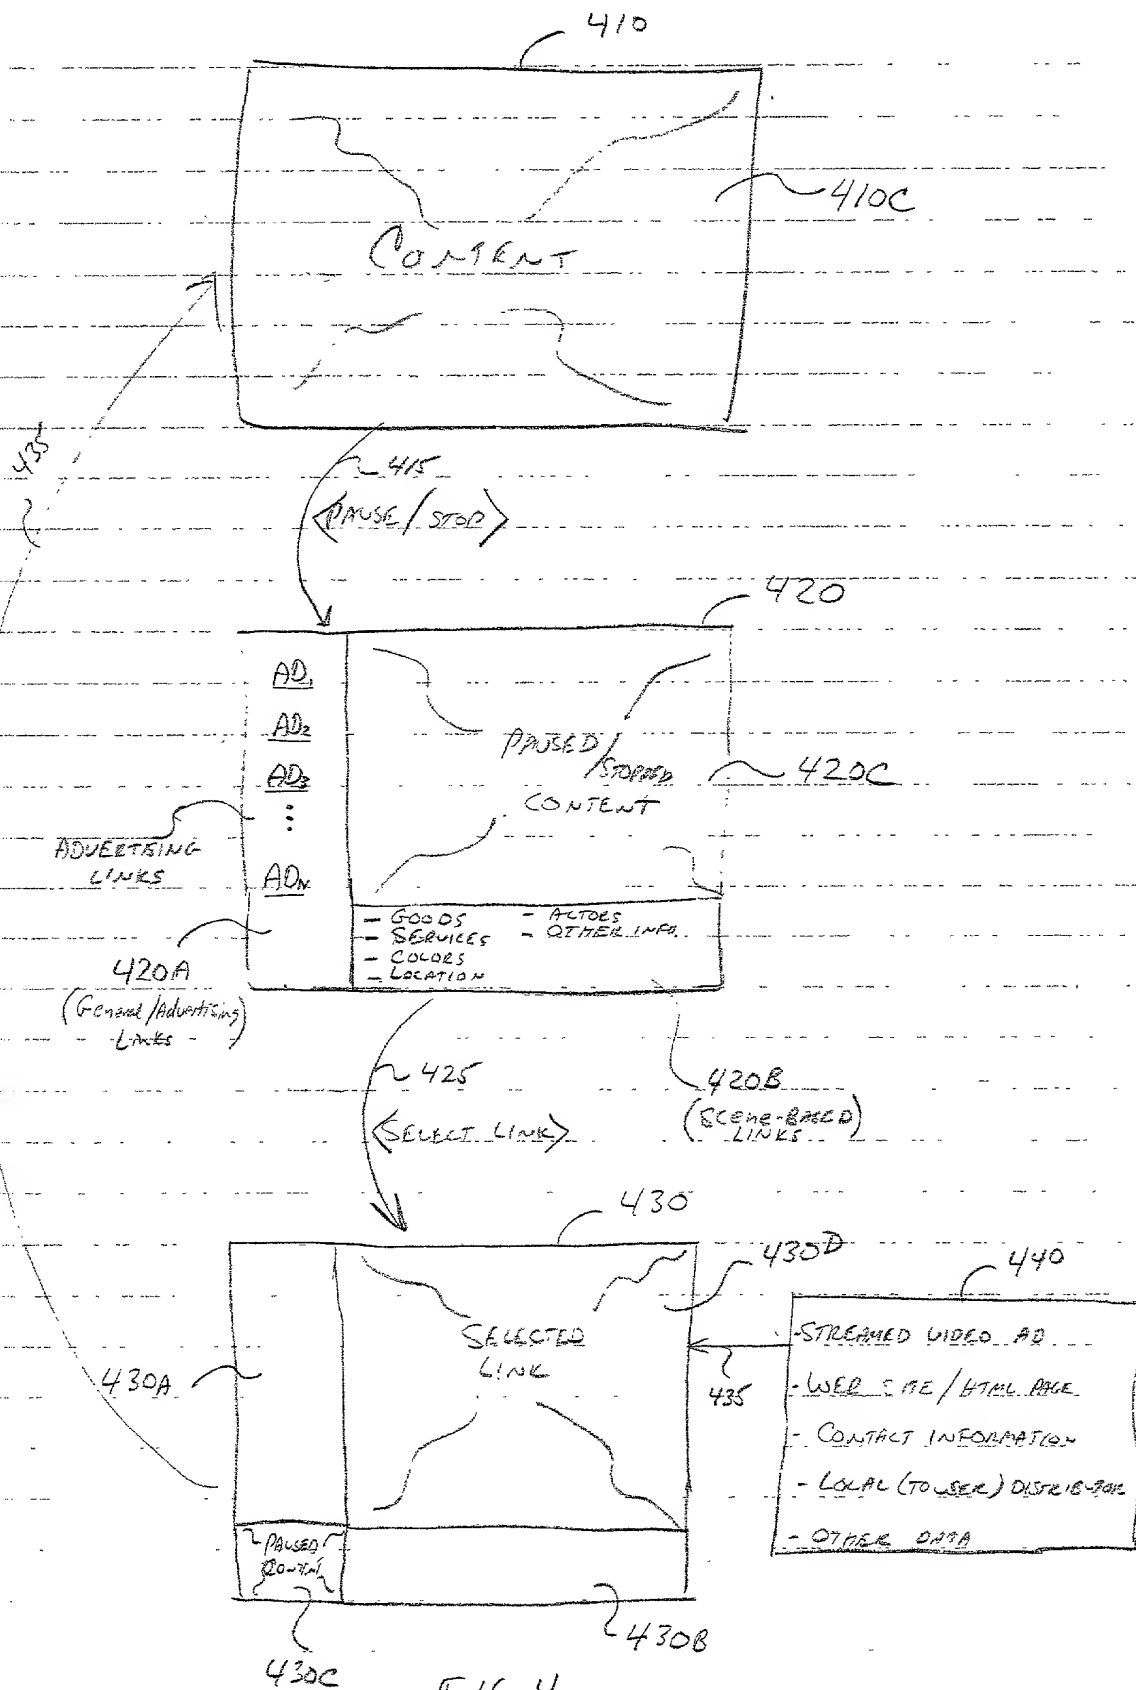 410
410C
CONTENT
435
415
<PAUSE/STOP>
420
AD1
AD2
AD3
ADN
PAUSED/
STOPPED
CONTENT
420C
ADVERTISING
LINKS
- GOODS
- SERVICES
- COLORS
- LOCATION
- ACTORS
- OTHER INFO.
420A
(General/Advertising)
LINKS
425
<SELECT LINK>
420B
(SCENE-BASED)
LINKS
430
430D
440
SELECTED
LINK
430A
435
- STREAMED VIDEO AD
- WEB SITE/HTML PAGE
- CONTACT INFORMATION
- LOCAL (TO USER) DISTRIBUTOR
- OTHER DATA
PAUSED
CONTENT
430B
430C
FIG. 4